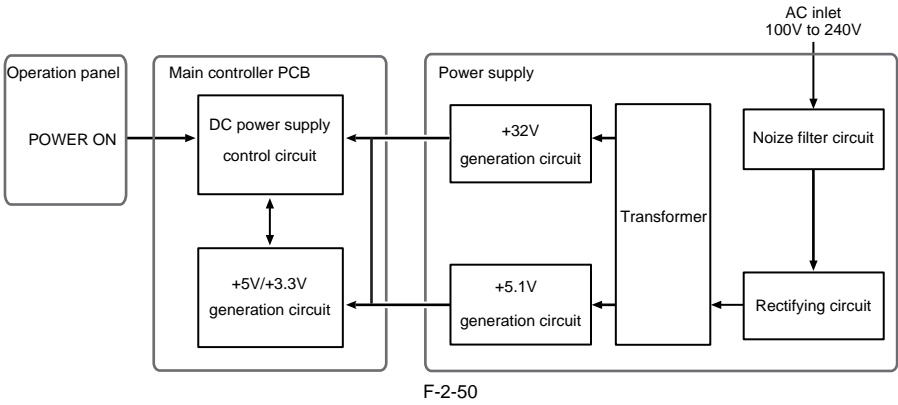 AC inlet
100V to 240V
Operation panel
POWER ON
Main controller PCB
DC power supply
control circuit
+5V/+3.3V
generation circuit
Power supply
+32V
generation circuit
+5.1V
generation circuit
Transformer
Noize filter circuit
Rectifying circuit
F-2-50